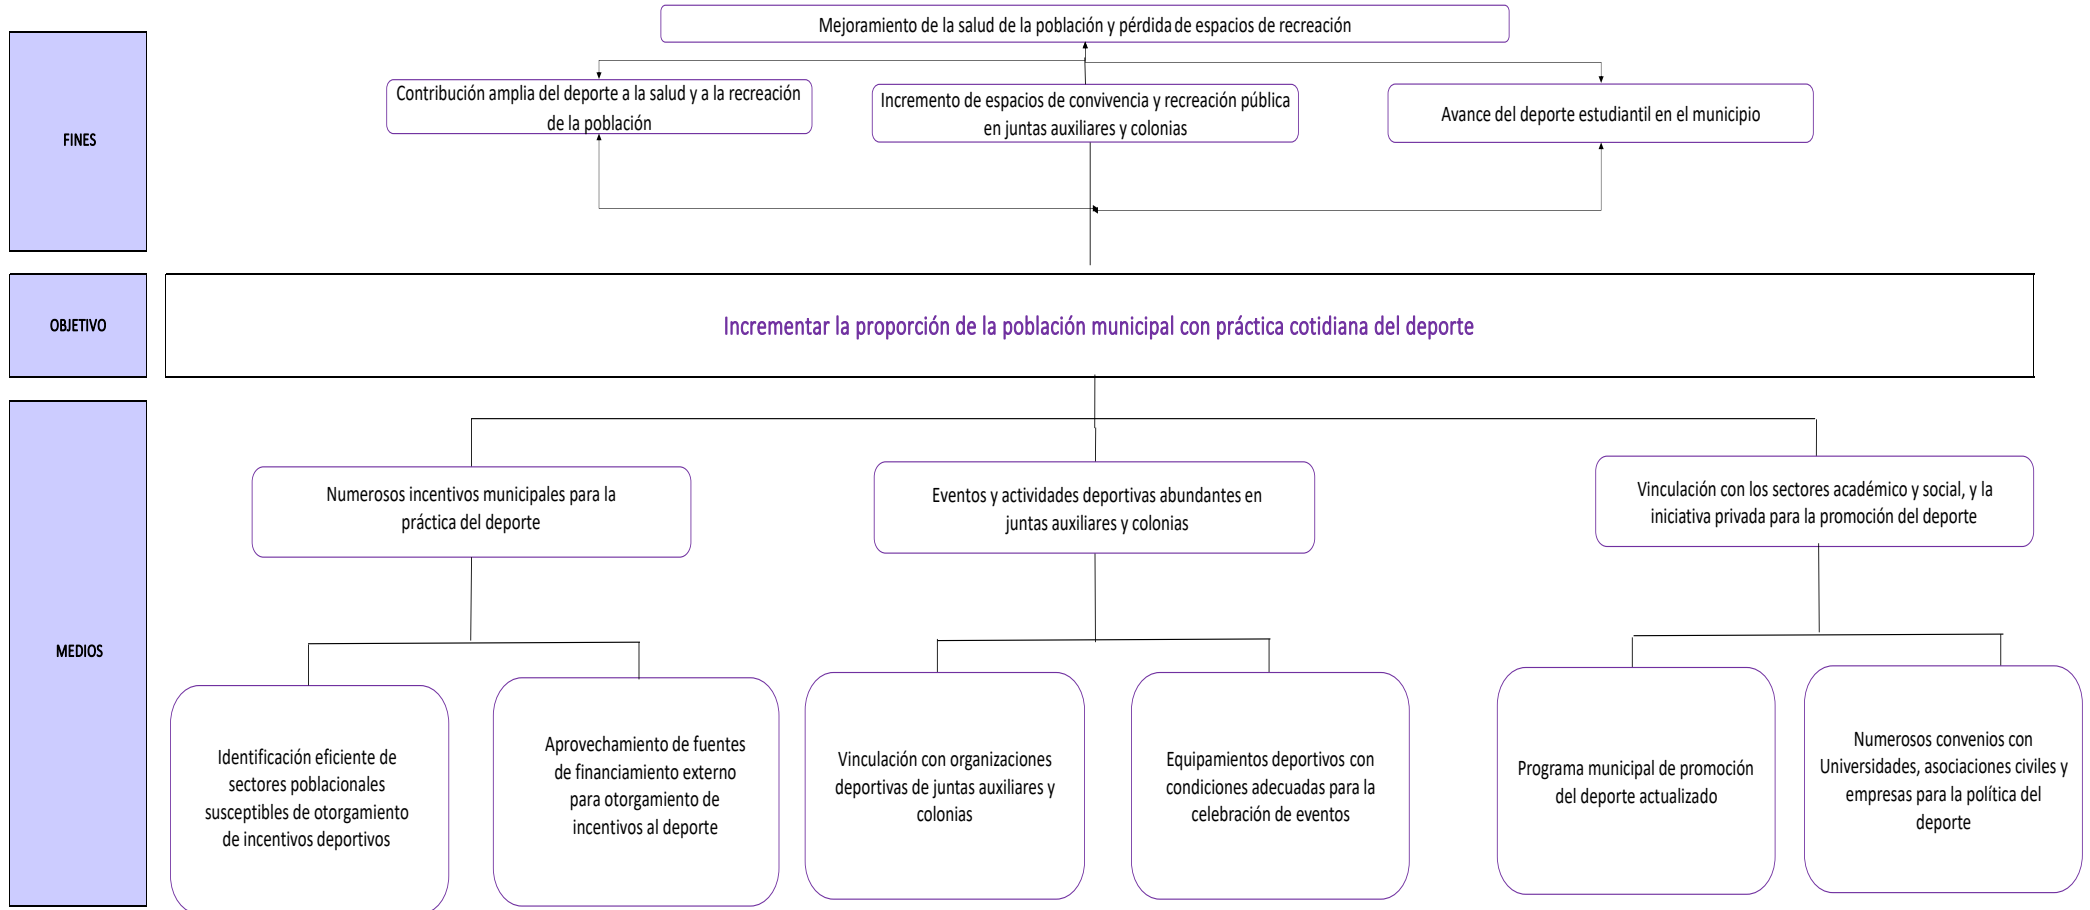 Mejoramiento de la salud de la población y pérdida de espacios de recreación
FINES
Contribución amplia del deporte a la salud y a la recreación
de la población
Incremento de espacios de convivencia y recreación pública
en juntas auxiliares y colonias
Avance del deporte estudiantil en el municipio
OBJETIVO
Incrementar la proporción de la población municipal con práctica cotidiana del deporte
MEDIOS
Numerosos incentivos municipales para la
práctica del deporte
Eventos y actividades deportivas abundantes en
juntas auxiliares y colonias
Vinculación con los sectores académico y social, y la
iniciativa privada para la promoción del deporte
Identificación eficiente de
sectores poblacionales
susceptibles de otorgamiento
de incentivos deportivos
Aprovechamiento de fuentes
de financiamiento externo
para otorgamiento de
incentivos al deporte
Vinculación con organizaciones
deportivas de juntas auxiliares y
colonias
Equipamientos deportivos con
condiciones adecuadas para la
celebración de eventos
Programa municipal de promoción
del deporte actualizado
Numerosos convenios con
Universidades, asociaciones civiles y
empresas para la política del
deporte